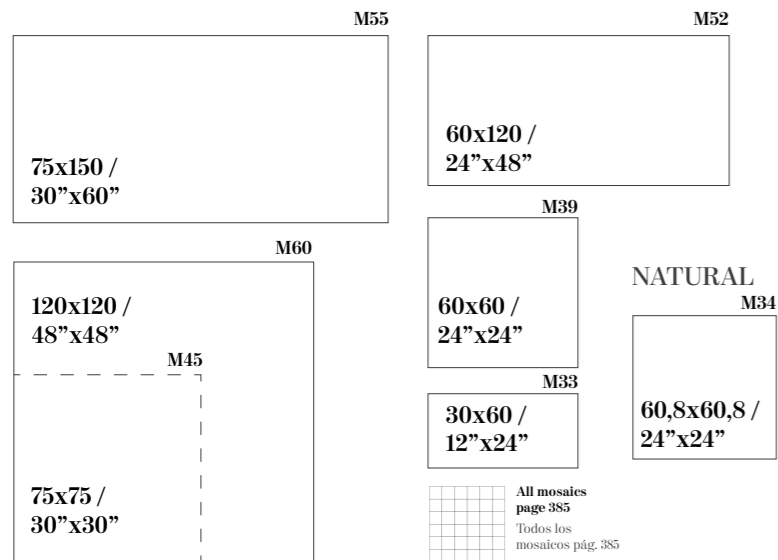 M55
75x150 /
30”x60”
M60
120x120 /
48”x48”
M45
75x75 /
30”x30”
M52
60x120 /
24”x48”
M39
60x60 /
24”x24”
M33
30x60 /
12”x24”
NATURAL
M34
60,8x60,8 /
24”x24”
All mosaics
page 385
Todos los
mosaicos pág. 385